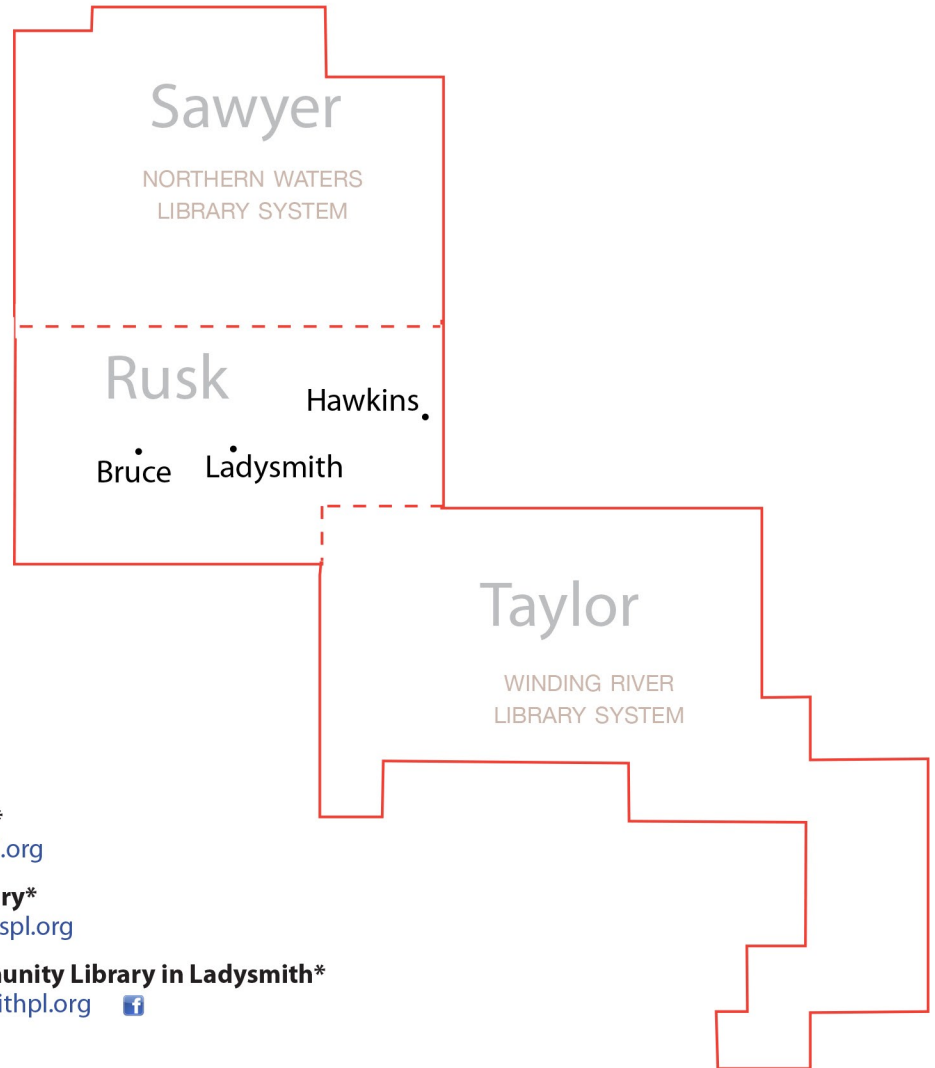 Sawyer
NORTHERN WATERS
LIBRARY SYSTEM
Rusk
Hawkins
Bruce
Ladysmith
Taylor
WINDING RIVER
LIBRARY SYSTEM
*
.org
ry*
spl.org
unity Library in Ladysmith*
ithpl.org f